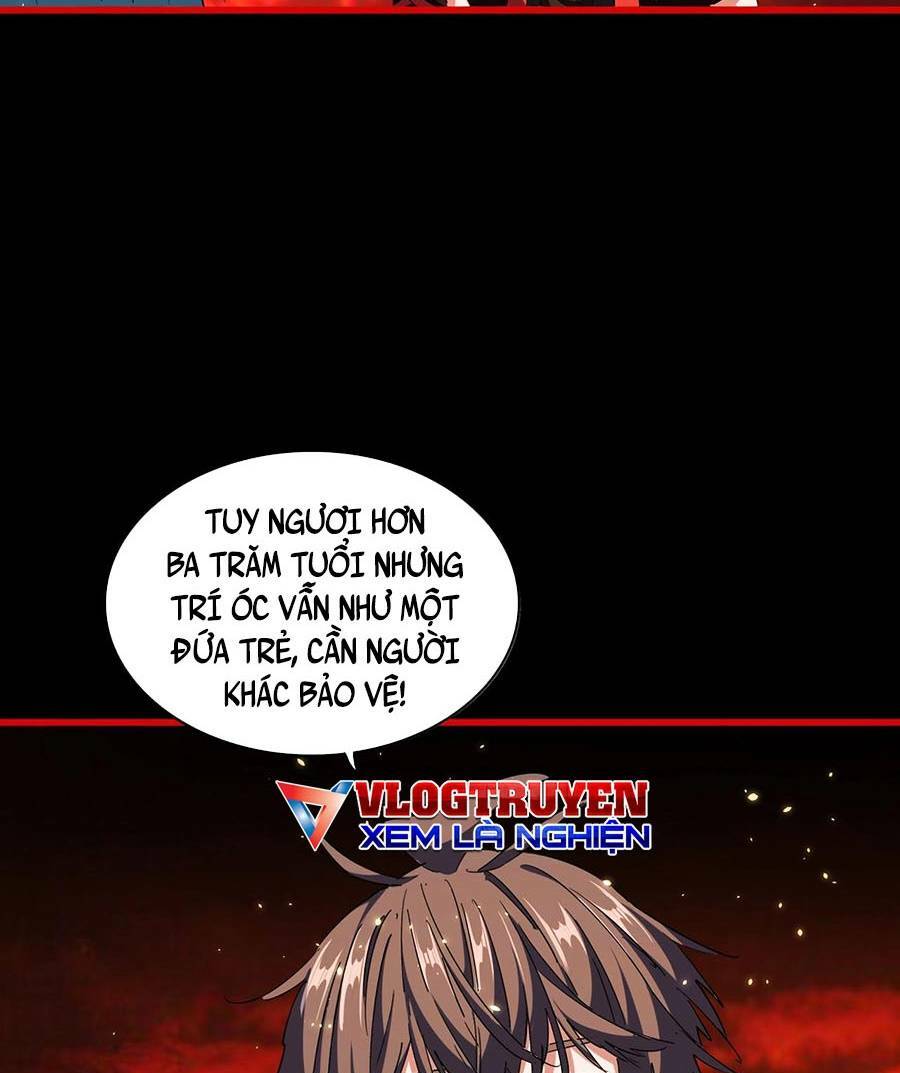 TUY NGƯƠI HƠN
BA TRĂM TUỔI NHƯNG
TRÍ ÓC VẪN NHƯ MỘT
ĐỨA TRẺ, CẦN NGƯỜI
KHÁC BẢO VỆ!
VLOGTRUYEN
XEM LÀ NGHIỆN